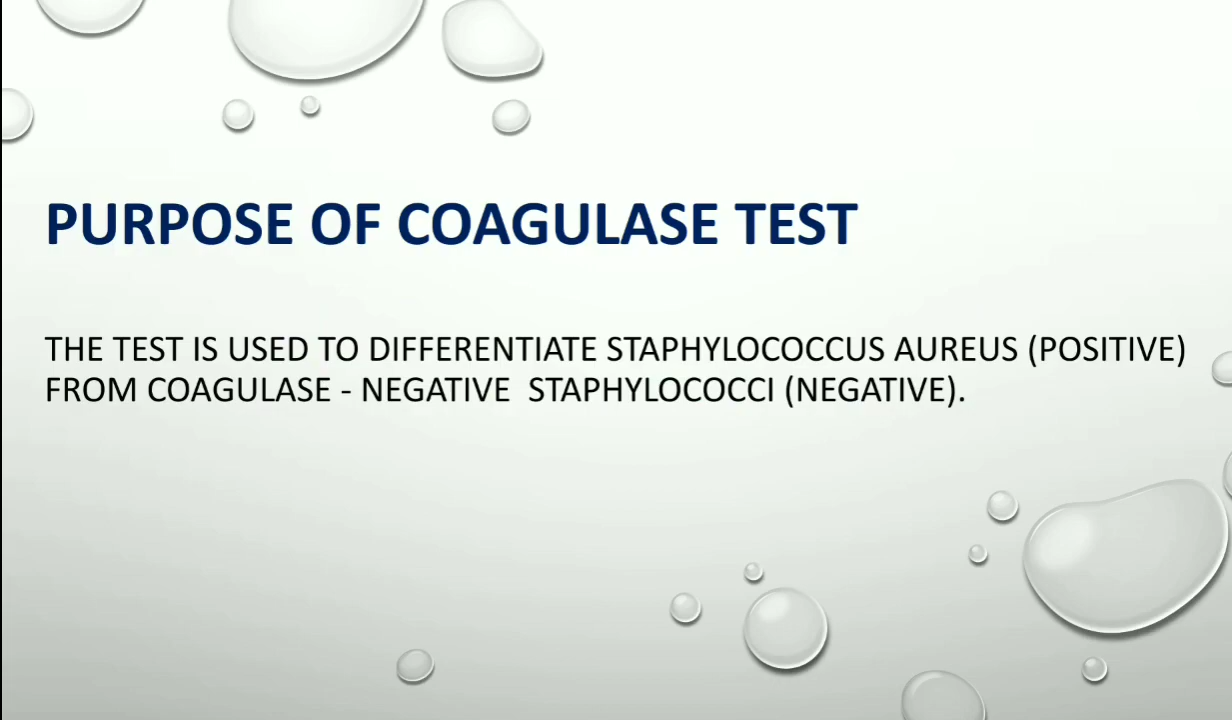 PURPOSE OF COAGULASE TEST
THE TEST IS USED TO DIFFERENTIATE STAPHYLOCOCCUS AUREUS (POSITIVE)
FROM COAGULASE - NEGATIVE  STAPHYLOCOCCI (NEGATIVE).